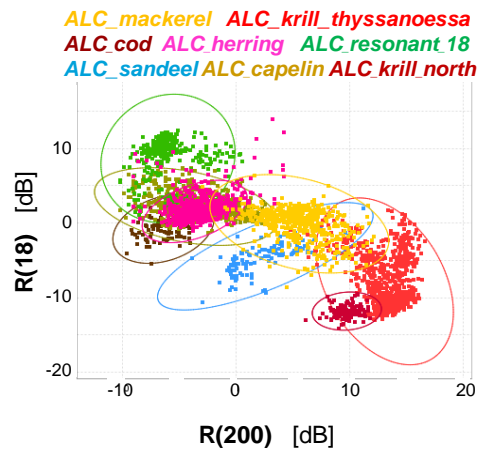 ALC_mackerel ALC_krill_thyssanoessa
ALC_cod ALC_herring ALC_resonant_18
ALC_sandeel ALC_capelin ALC_krill_north
R(18) [dB]
10
0
-10
-20
-10 0 10 20
R(200) [dB]